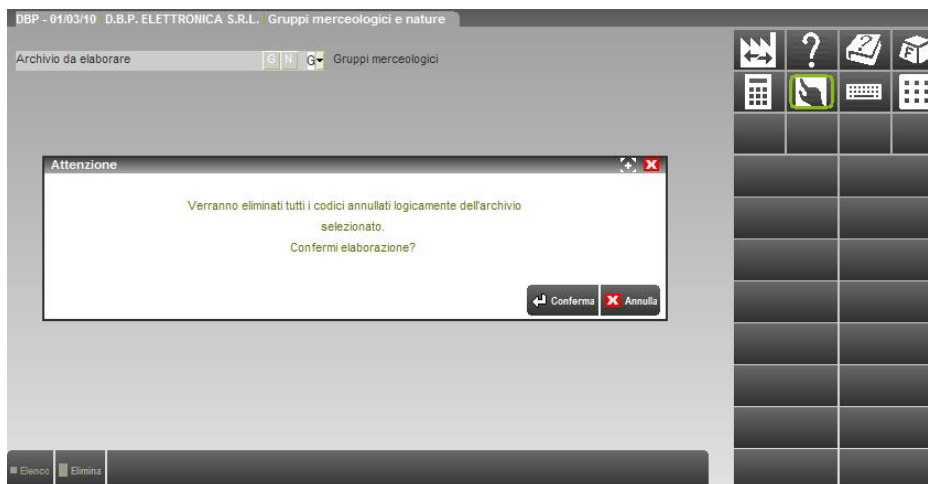 DBP - 01/03/10 D.B.P. ELETTRONICA S.R.L. Gruppi merceologici e nature
Archivio da elaborare G N G Gruppi merceologici
?
F
Attenzione
Verranno eliminati tutti i codici annullati logicamente dell'archivio
selezionato.
Confermi elaborazione?
Conferma Annulla
Elenco Elimina